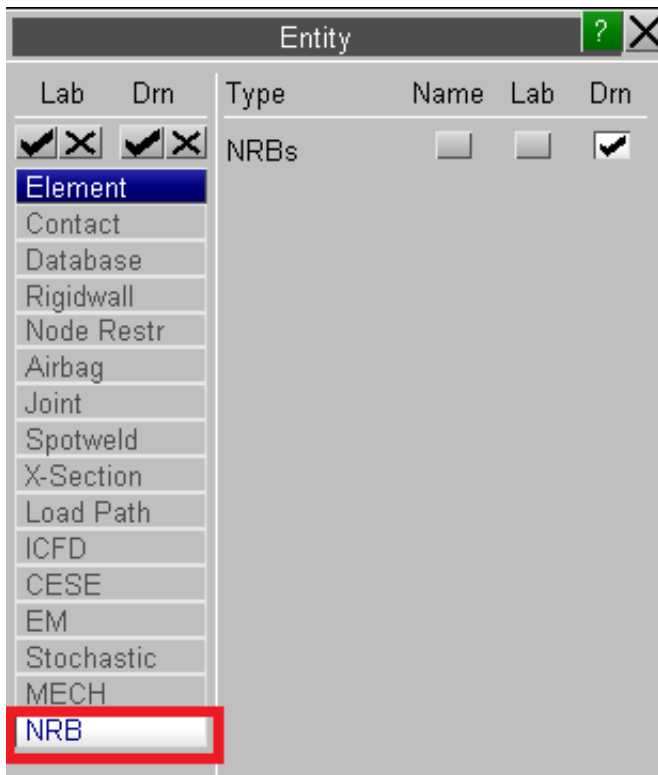 Entity ?
Lab Drn Type Name Lab Drn
NRBs
Element
Contact
Database
Rigidwall
Node Restr
Airbag
Joint
Spotweld
X-Section
Load Path
ICFD
CESE
EM
Stochastic
MECH
NRB